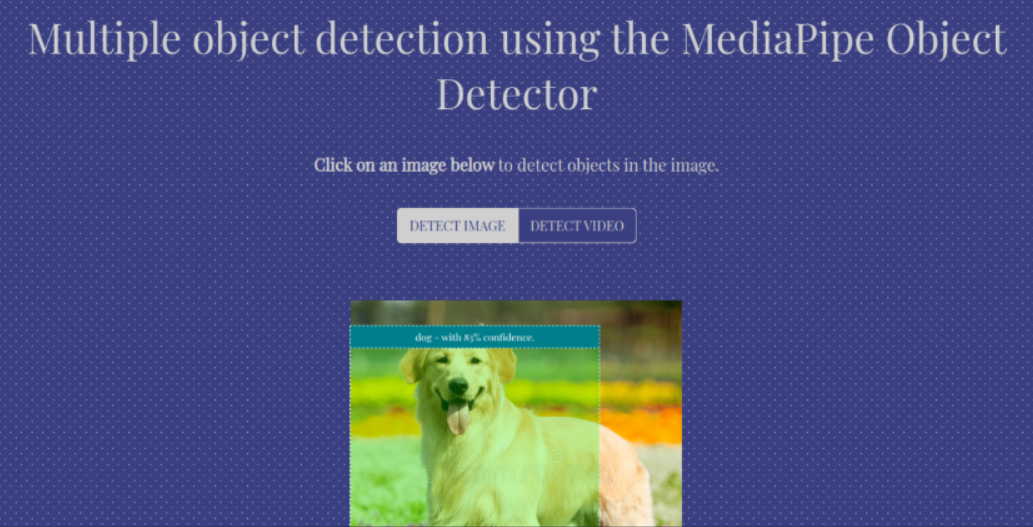 Multiple object detection using the MediaPipe Object
Detector
Click on an image below to detect objects in the image.
DETECT IMAGE DETECT VIDEO
dog - with 83% confidence.